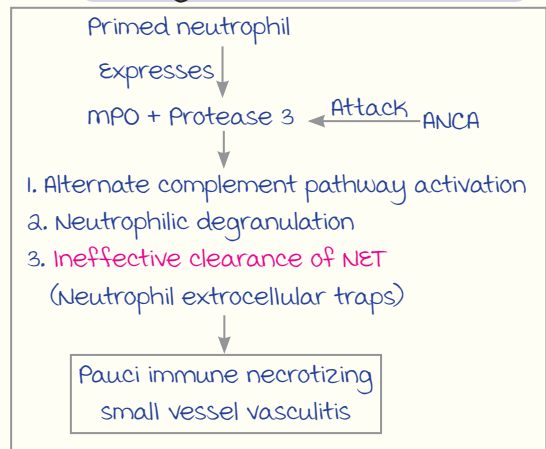 Primed neutrophil
Expresses
MPO + Protease 3 Attack ANCA
1. Alternate complement pathway activation
2. Neutrophilic degranulation
3. Ineffective clearance of NET
(Neutrophil extrocellular traps)
Pauci immune necrotizing
small vessel vasculitis